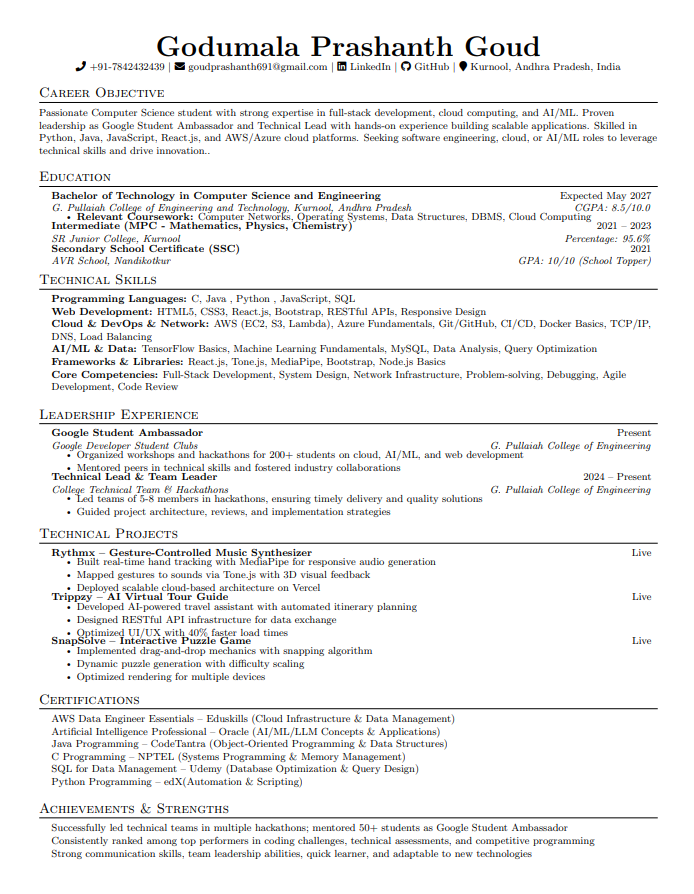 Godumala Prashanth Goud
+91-7842432439 | goudprashanth691@gmail.com | LinkedIn | GitHub | Kurnool, Andhra Pradesh, India
Career Objective
Passionate Computer Science student with strong expertise in full-stack development, cloud computing, and AI/ML. Proven
leadership as Google Student Ambassador and Technical Lead with hands-on experience building scalable applications. Skilled in
Python, Java, JavaScript, React.js, and AWS/Azure cloud platforms. Seeking software engineering, cloud, or AI/ML roles to leverage
technical skills and drive innovation..
Education
Bachelor of Technology in Computer Science and Engineering Expected May 2027
G. Pullaiah College of Engineering and Technology, Kurnool, Andhra Pradesh CGPA: 8.5/10.0
• Relevant Coursework: Computer Networks, Operating Systems, Data Structures, DBMS, Cloud Computing
Intermediate (MPC - Mathematics, Physics, Chemistry) 2021 – 2023
SR Junior College, Kurnool Percentage: 95.6%
Secondary School Certificate (SSC) 2021
AVR School, Nandikotkur GPA: 10/10 (School Topper)
Technical Skills
Programming Languages: C, Java , Python , JavaScript, SQL
Web Development: HTML5, CSS3, React.js, Bootstrap, RESTful APIs, Responsive Design
Cloud & DevOps & Network: AWS (EC2, S3, Lambda), Azure Fundamentals, Git/GitHub, CI/CD, Docker Basics, TCP/IP,
DNS, Load Balancing
AI/ML & Data: TensorFlow Basics, Machine Learning Fundamentals, MySQL, Data Analysis, Query Optimization
Frameworks & Libraries: React.js, Tone.js, MediaPipe, Bootstrap, Node.js Basics
Core Competencies: Full-Stack Development, System Design, Network Infrastructure, Problem-solving, Debugging, Agile
Development, Code Review
Leadership Experience
Google Student Ambassador Present
Google Developer Student Clubs G. Pullaiah College of Engineering
• Organized workshops and hackathons for 200+ students on cloud, AI/ML, and web development
• Mentored peers in technical skills and fostered industry collaborations
Technical Lead & Team Leader 2024 – Present
College Technical Team & Hackathons G. Pullaiah College of Engineering
• Led teams of 5-8 members in hackathons, ensuring timely delivery and quality solutions
• Guided project architecture, reviews, and implementation strategies
Technical Projects
Rythmx – Gesture-Controlled Music Synthesizer Live
• Built real-time hand tracking with MediaPipe for responsive audio generation
• Mapped gestures to sounds via Tone.js with 3D visual feedback
• Deployed scalable cloud-based architecture on Vercel
Trippzy – AI Virtual Tour Guide Live
• Developed AI-powered travel assistant with automated itinerary planning
• Designed RESTful API infrastructure for data exchange
• Optimized UI/UX with 40% faster load times
SnapSolve – Interactive Puzzle Game Live
• Implemented drag-and-drop mechanics with snapping algorithm
• Dynamic puzzle generation with difficulty scaling
• Optimized rendering for multiple devices
Certifications
AWS Data Engineer Essentials – Eduskills (Cloud Infrastructure & Data Management)
Artificial Intelligence Professional – Oracle (AI/ML/LLM Concepts & Applications)
Java Programming – CodeTantra (Object-Oriented Programming & Data Structures)
C Programming – NPTEL (Systems Programming & Memory Management)
SQL for Data Management – Udemy (Database Optimization & Query Design)
Python Programming – edX(Automation & Scripting)
Achievements & Strengths
Successfully led technical teams in multiple hackathons; mentored 50+ students as Google Student Ambassador
Consistently ranked among top performers in coding challenges, technical assessments, and competitive programming
Strong communication skills, team leadership abilities, quick learner, and adaptable to new technologies